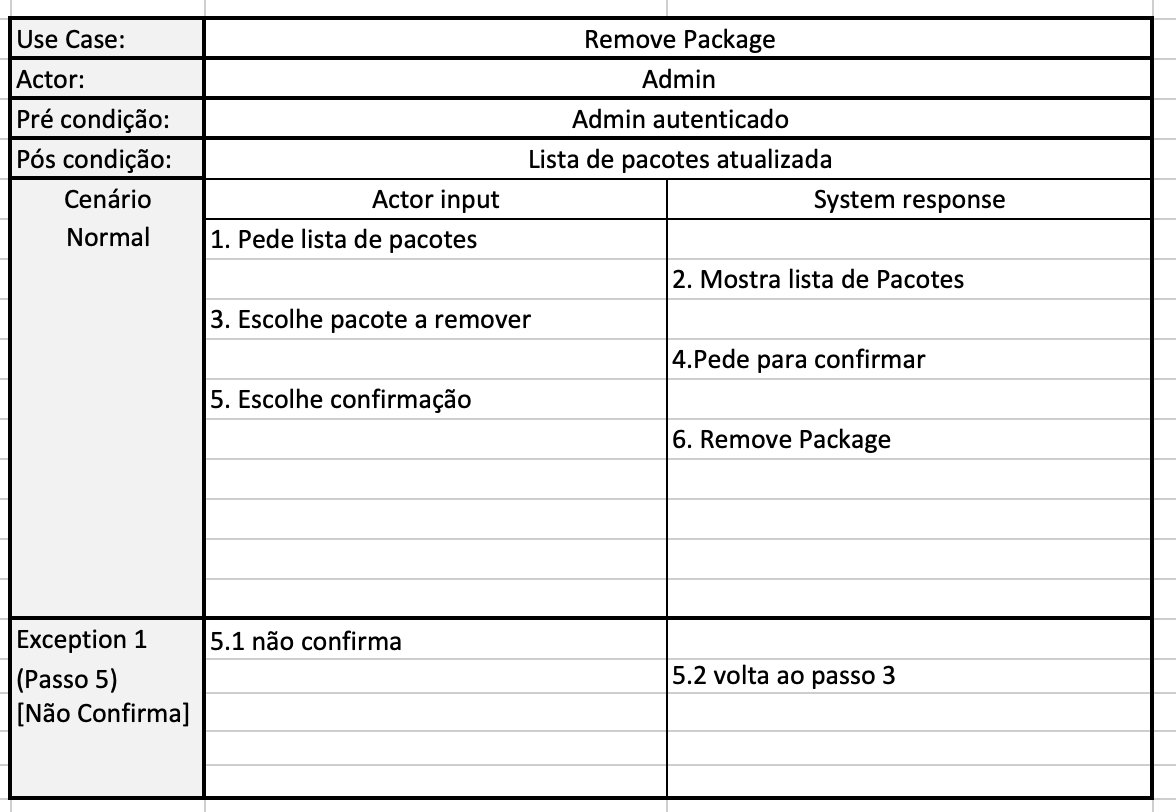 Use Case: Remove Package
Actor: Admin
Pré condição: Admin autenticado
Pós condição: Lista de pacotes atualizada
Cenário Actor input System response
Normal 1. Pede lista de pacotes
2. Mostra lista de Pacotes
3. Escolhe pacote a remover
4.Pede para confirmar
5. Escolhe confirmação
6. Remove Package
Exception 1 5.1 não confirma
(Passo 5) 5.2 volta ao passo 3
[Não Confirma]